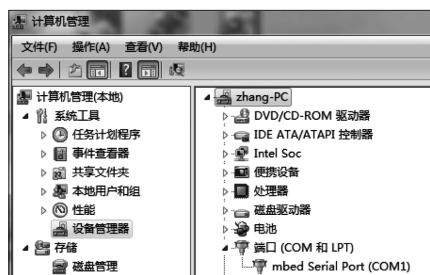 计算机管理
文件(F) 操作(A) 查看(V) 帮助(H)
计算机管理(本地)
系统工具
任务计划程序
事件查看器
共享文件夹
本地用户和组
性能
设备管理器
存储
磁盘管理
zhang-PC
DVD/CD-ROM 驱动器
IDE ATA/ATAPI 控制器
Intel Soc
便携设备
处理器
磁盘驱动器
电池
端口 (COM 和 LPT)
mbed Serial Port (COM1)